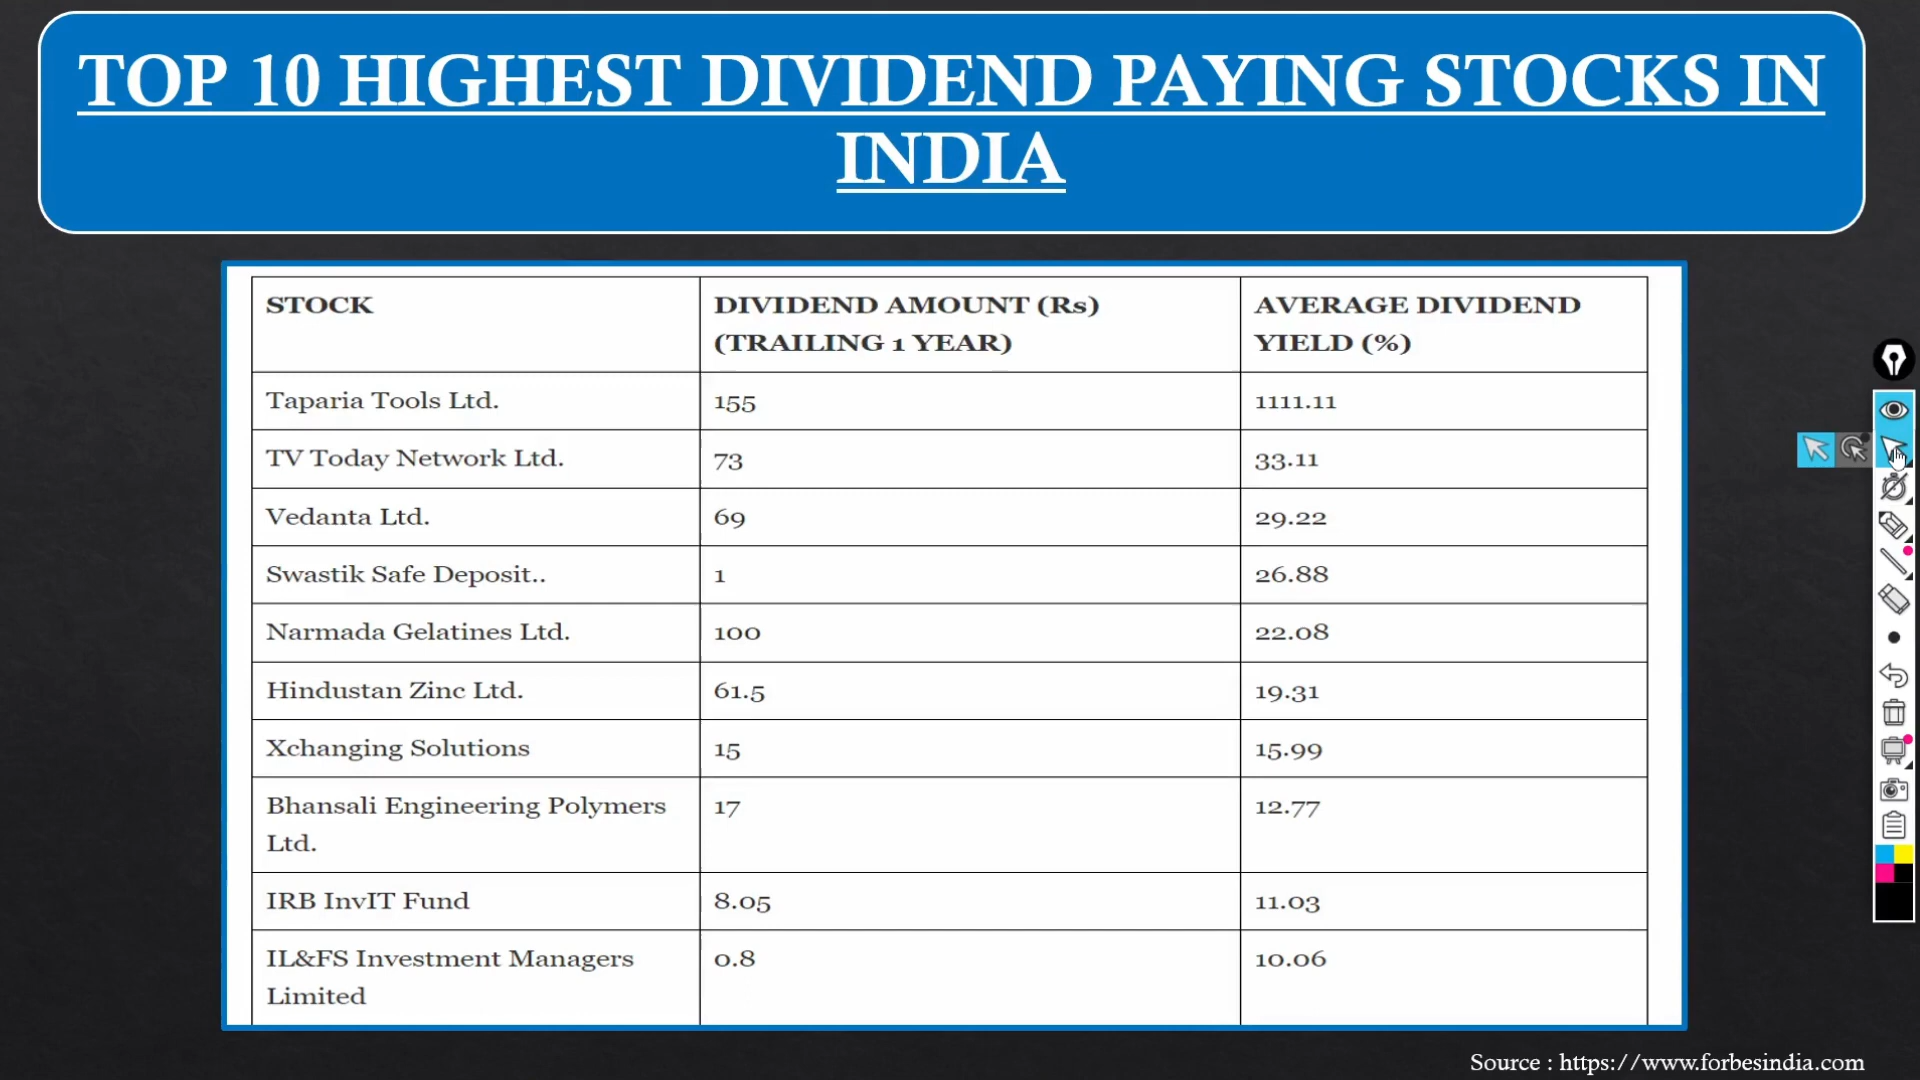 TOP 10 HIGHEST DIVIDEND PAYING STOCKS IN
INDIA
STOCK
DIVIDEND AMOUNT (Rs)
(TRAILING 1 YEAR)
AVERAGE DIVIDEND
YIELD (%)
Taparia Tools Ltd.
155
1111.11
TV Today Network Ltd.
73
33.11
Vedanta Ltd.
69
29.22
Swastik Safe Deposit..
1
26.88
Narmada Gelatines Ltd.
100
22.08
Hindustan Zinc Ltd.
61.5
19.31
Xchanging Solutions
15
15.99
Bhansali Engineering Polymers
Ltd.
17
12.77
IRB InvIT Fund
8.05
11.03
IL&FS Investment Managers
Limited
0.8
10.06
Source : https://www.forbesindia.com